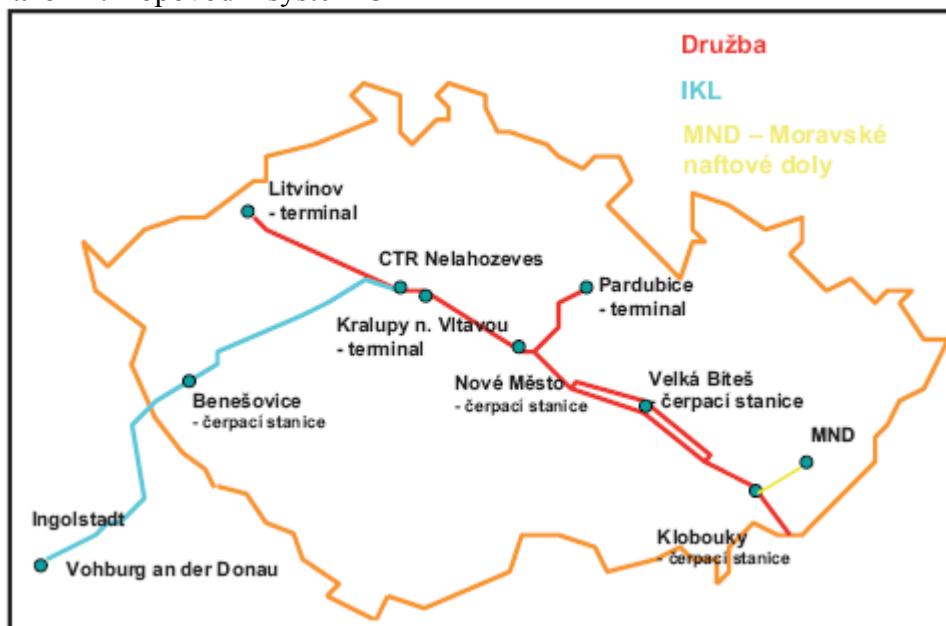 Družba
IKL
MND – Moravské
naftové doly
Litvínov
- terminal
CTR Nelahozeves
Pardubice
- terminal
Kralupy n. Vltavou
- terminal
Nové Město
- čerpací stanice
Velká Bíteš
- čerpací stanice
Benešovice
- čerpací stanice
MND
Ingolstadt
Klobouky
- čerpací stanice
Vohburg an der Donau